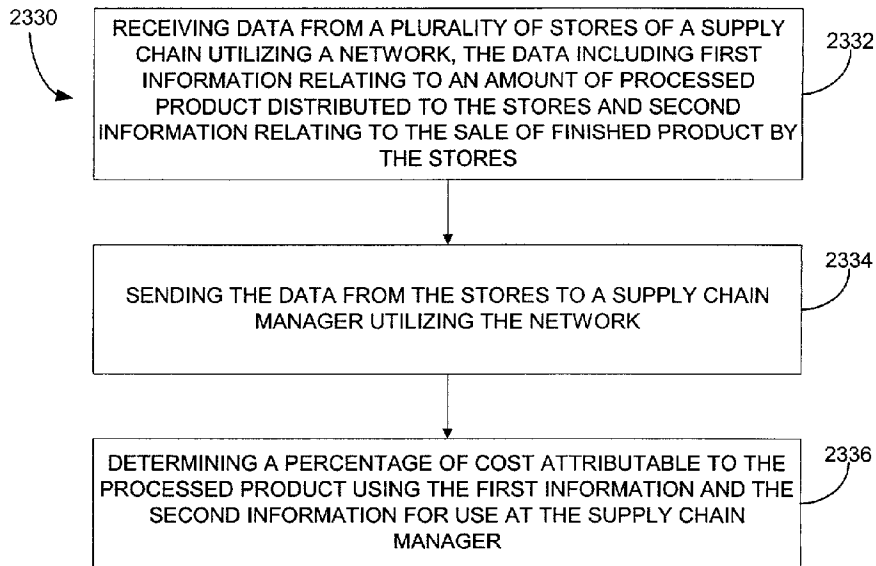 2330
RECEIVING DATA FROM A PLURALITY OF STORES OF A SUPPLY
CHAIN UTILIZING A NETWORK, THE DATA INCLUDING FIRST
INFORMATION RELATING TO AN AMOUNT OF PROCESSED
PRODUCT DISTRIBUTED TO THE STORES AND SECOND
INFORMATION RELATING TO THE SALE OF FINISHED PRODUCT BY
THE STORES
2332
SENDING THE DATA FROM THE STORES TO A SUPPLY CHAIN
MANAGER UTILIZING THE NETWORK
2334
DETERMINING A PERCENTAGE OF COST ATTRIBUTABLE TO THE
PROCESSED PRODUCT USING THE FIRST INFORMATION AND THE
SECOND INFORMATION FOR USE AT THE SUPPLY CHAIN
MANAGER
2336